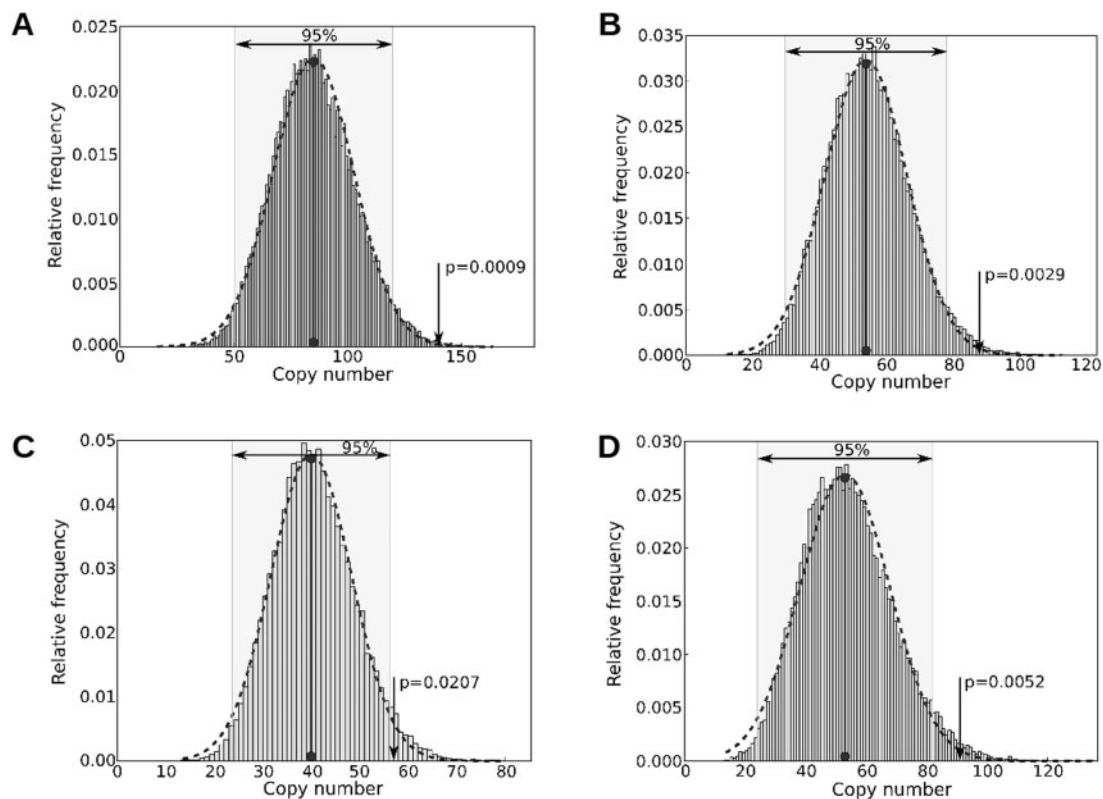 A
0.025
0.020
0.015
0.010
0.005
0.000
Relative frequency
95%
p=0.0009
0 50 100 150
Copy number
B
0.035
0.030
0.025
0.020
0.015
0.010
0.005
0.000
Relative frequency
95%
p=0.0029
0 20 40 60 80 100 120
Copy number
C
0.05
0.04
0.03
0.02
0.01
0.00
Relative frequency
95%
p=0.0207
0 10 20 30 40 50 60 70 80
Copy number
D
0.030
0.025
0.020
0.015
0.010
0.005
0.000
Relative frequency
95%
p=0.0052
0 20 40 60 80 100 120
Copy number